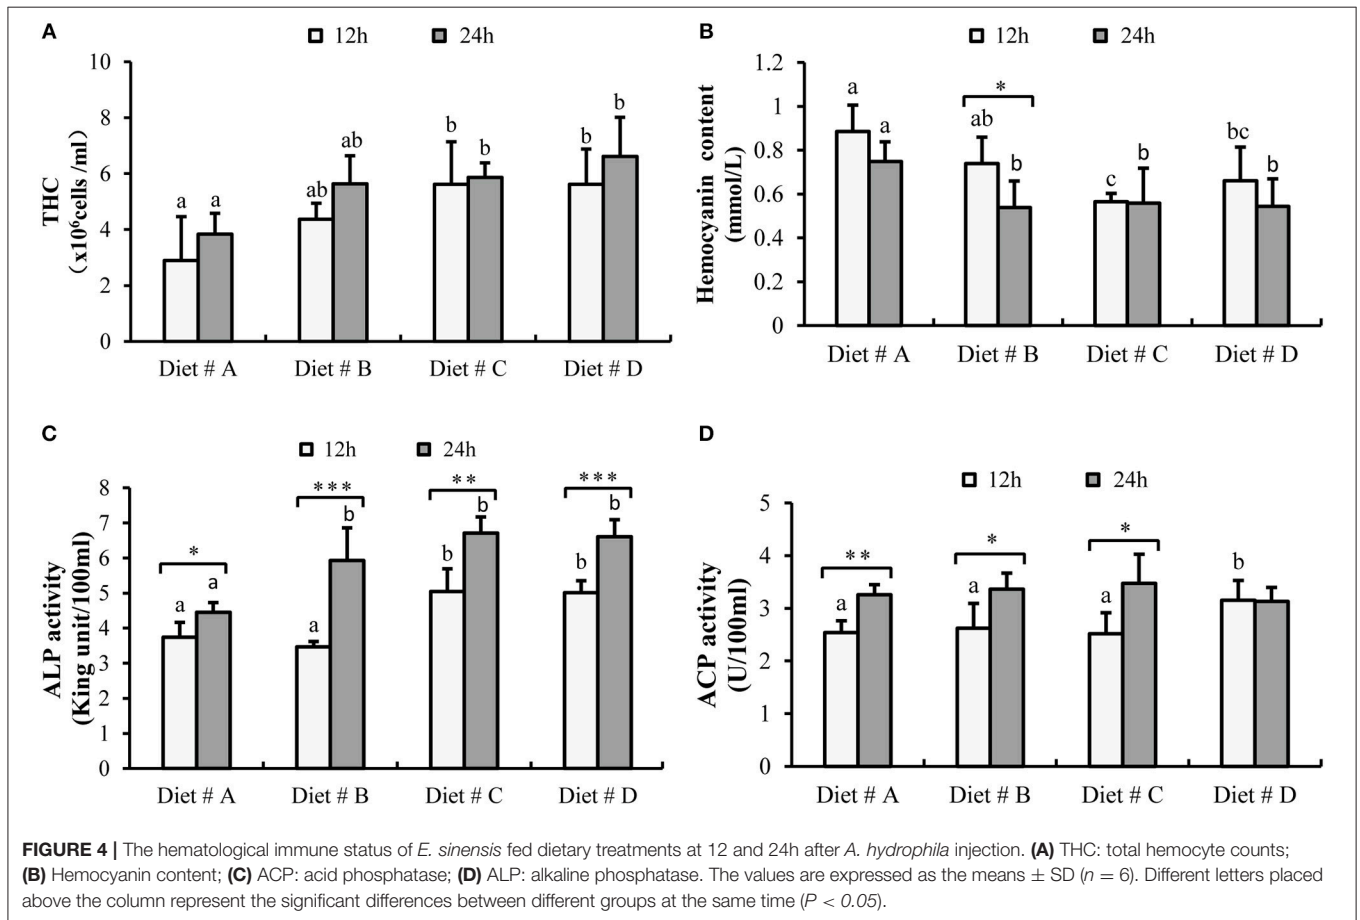 A
12h 24h
10
8
6
4
2
0
THC
(x10⁶cells /ml)
a a
ab ab
b b
b b
Diet # A Diet # B Diet # C Diet # D
B
12h 24h
1.2
1
0.8
0.6
0.4
0.2
0
Hemocyanin content
(mmol/L)
a a
*
ab b
c b
bc b
Diet # A Diet # B Diet # C Diet # D
C
12h 24h
8
7
6
5
4
3
2
1
0
ALP activity
(King unit/100ml)
*
a a
***
a b
**
b b
***
b b
Diet # A Diet # B Diet # C Diet # D
D
12h 24h
5
4
3
2
1
0
ACP activity
(U/100ml)
**
a
*
a
*
a
b
Diet # A Diet # B Diet # C Diet # D
FIGURE 4 | The hematological immune status of E. sinensis fed dietary treatments at 12 and 24h after A. hydrophila injection. (A) THC: total hemocyte counts;
(B) Hemocyanin content; (C) ACP: acid phosphatase; (D) ALP: alkaline phosphatase. The values are expressed as the means ± SD (n = 6). Different letters placed
above the column represent the significant differences between different groups at the same time (P < 0.05).